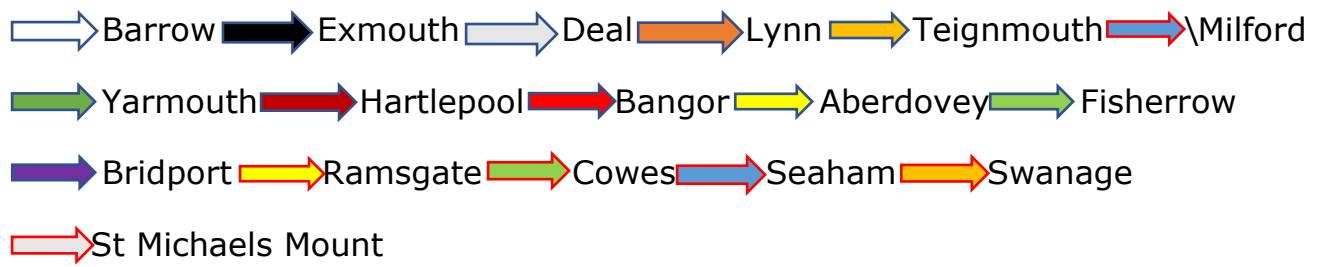 Barrow Exmouth Deal Lynn Teignmouth \Milford
Yarmouth Hartlepool Bangor Aberdovey Fisherrow
Bridport Ramsgate Cowes Seaham Swanage
St Michaels Mount